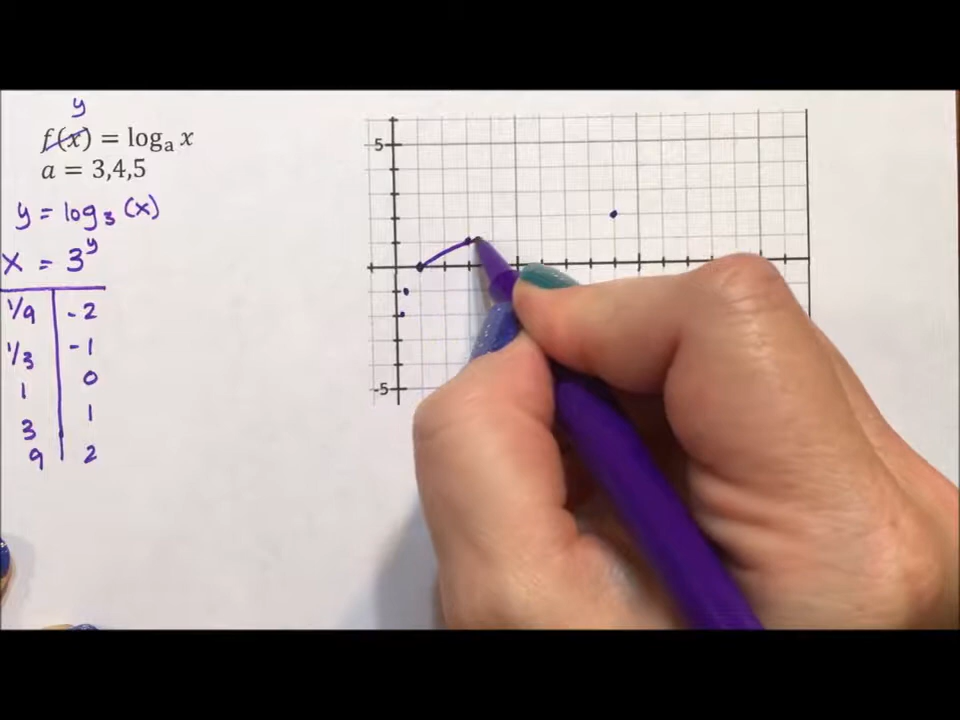 y
f(x) = logₐ x
a = 3,4,5
y = log₃ (x)
x = 3ʸ
1/9 -2
1/3 -1
1 0
3 1
9 2
5
-5